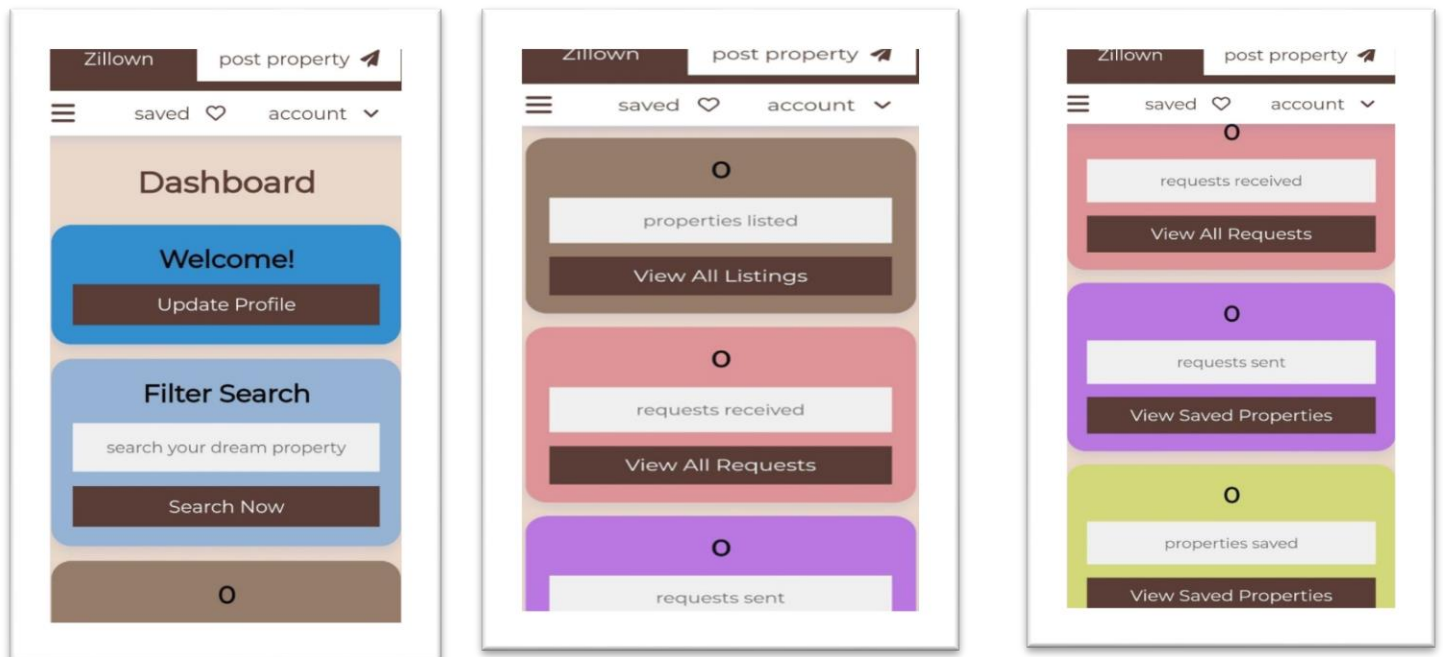 Zillown post property
saved account
Dashboard
Welcome!
Update Profile
Filter Search
search your dream property
Search Now
0
Zillown post property
saved account
0
properties listed
View All Listings
0
requests received
View All Requests
0
requests sent
Zillown post property
saved account
0
requests received
View All Requests
0
requests sent
View Saved Properties
0
properties saved
View Saved Properties